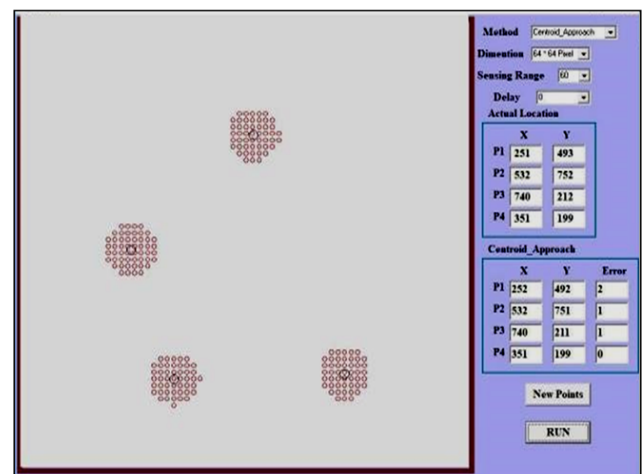 Method Centroid_Approach
Dimention 64 * 64 Pixel
Sensing Range 60
Delay 0
Actual Location
X Y
P1 251 493
P2 532 752
P3 740 212
P4 351 199
Centroid_Approach
X Y Error
P1 252 492 2
P2 532 751 1
P3 740 211 1
P4 351 199 0
New Points
RUN